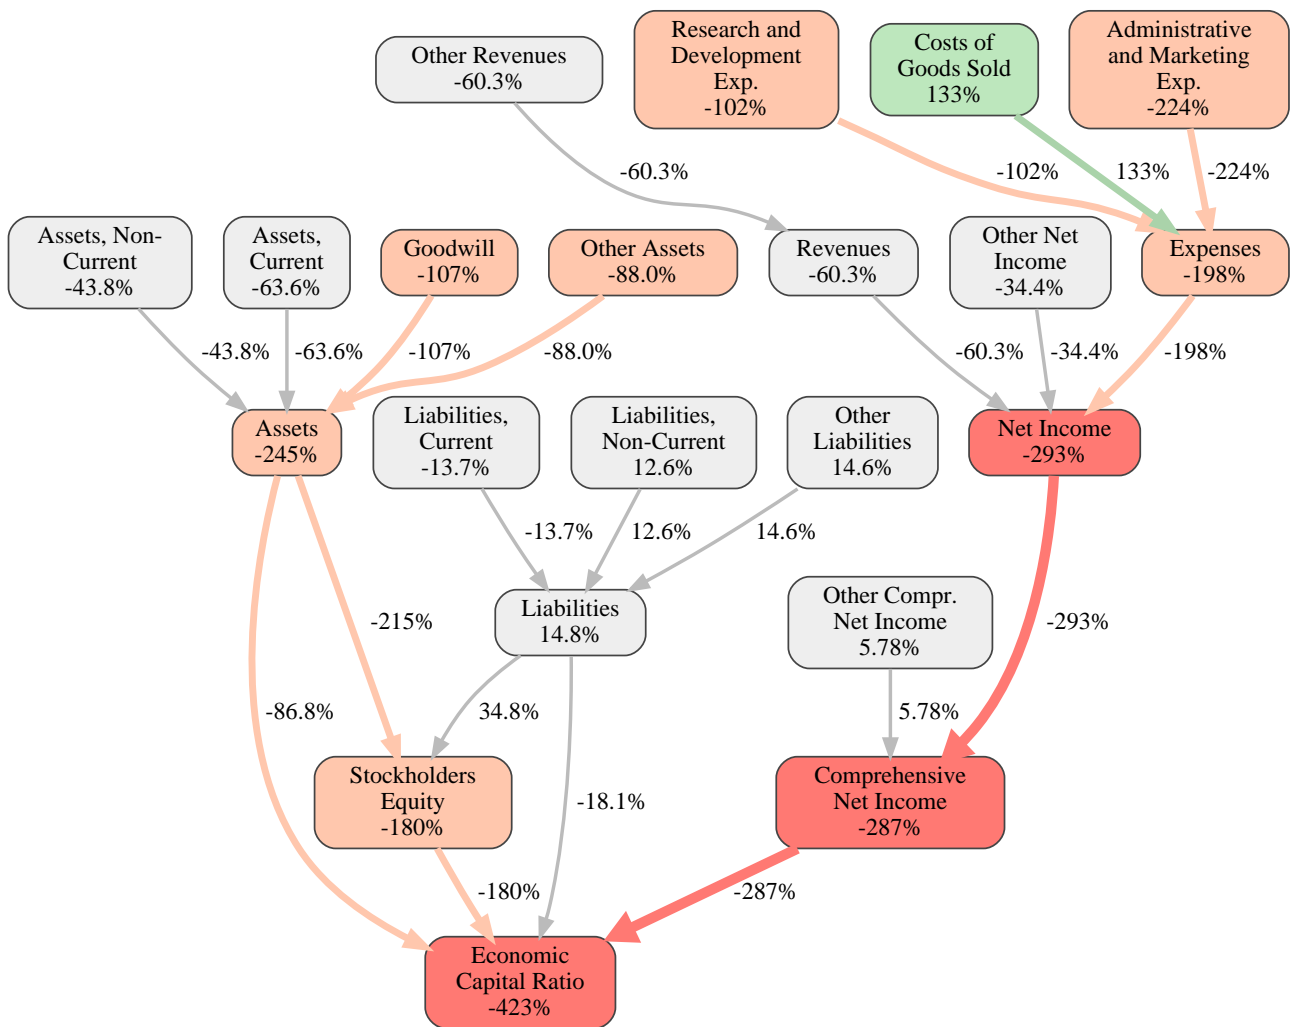 Other Revenues
-60.3%
Research and
Development
Exp.
-102%
Costs of
Goods Sold
133%
Administrative
and Marketing
Exp.
-224%
-60.3%
-102%
133%
-224%
Assets, Non-
Current
-43.8%
Assets,
Current
-63.6%
Goodwill
-107%
Other Assets
-88.0%
Revenues
-60.3%
Other Net
Income
-34.4%
Expenses
-198%
-43.8%
-63.6%
-107%
-88.0%
-60.3%
-34.4%
-198%
Assets
-245%
Liabilities,
Current
-13.7%
Liabilities,
Non-Current
12.6%
Other
Liabilities
14.6%
Net Income
-293%
-13.7%
12.6%
14.6%
Liabilities
14.8%
Other Compr.
Net Income
5.78%
-215%
-293%
-86.8%
34.8%
5.78%
Stockholders
Equity
-180%
-18.1%
Comprehensive
Net Income
-287%
-180%
-287%
Economic
Capital Ratio
-423%